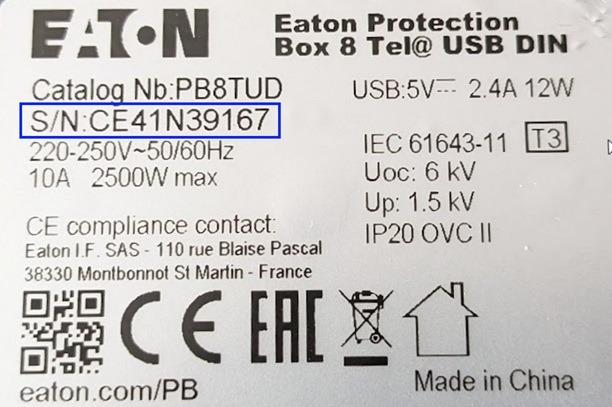 EATON
Eaton Protection
Box 8 Tel@ USB DIN
Catalog Nb:PB8TUD
USB:5V⎓ 2.4A 12W
S/N:CE41N39167
220-250V~50/60Hz
10A 2500W max
IEC 61643-11 T3
Uoc: 6 kV
Up: 1.5 kV
IP20 OVC II
CE compliance contact:
Eaton I.F. SAS - 110 rue Blaise Pascal
38330 Montbonnot St Martin - France
CE EAC
eaton.com/PB
Made in China